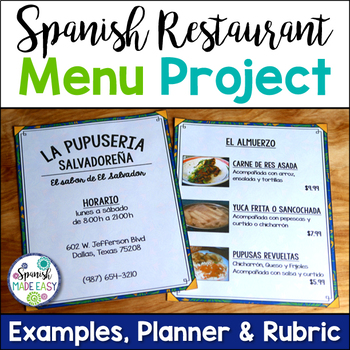 Spanish Restaurant
Menu Project
LA PUPUSERIA
SALVADOREÑA
El sabor de El Salvador
HORARIO
lunes a sábado
de 8:00h a 21:00h
602 W. Jefferson Blvd
Dallas, Texas 75208
(987) 654-3210
EL ALMUERZO
CARNE DE RES ASADA
Acompañada con arroz,
ensalada y tortillas
$9.99
YUCA FRITA O SANCOCHADA
Acompañada con pepescas y
curtido o chicharrón
$7.99
PUPUSAS REVUELTAS
Chicharrón, Queso y frijoles.
Acompañada con salsa y curtido
$5.99
Spanish
MADE EASY
Examples, Planner & Rubric